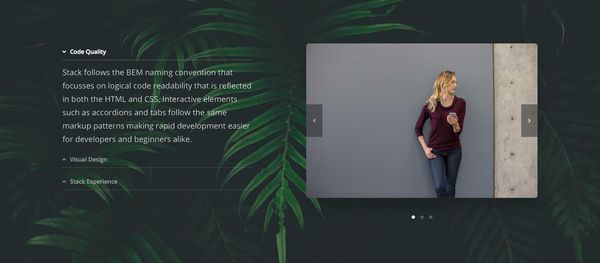 Code Quality
Stack follows the BEM naming convention that
focusses on logical code readability that is reflected
in both the HTML and CSS. Interactive elements
such as accordions and tabs follow the same
markup patterns making rapid development easier
for developers and beginners alike.
Visual Design
Stack Experience